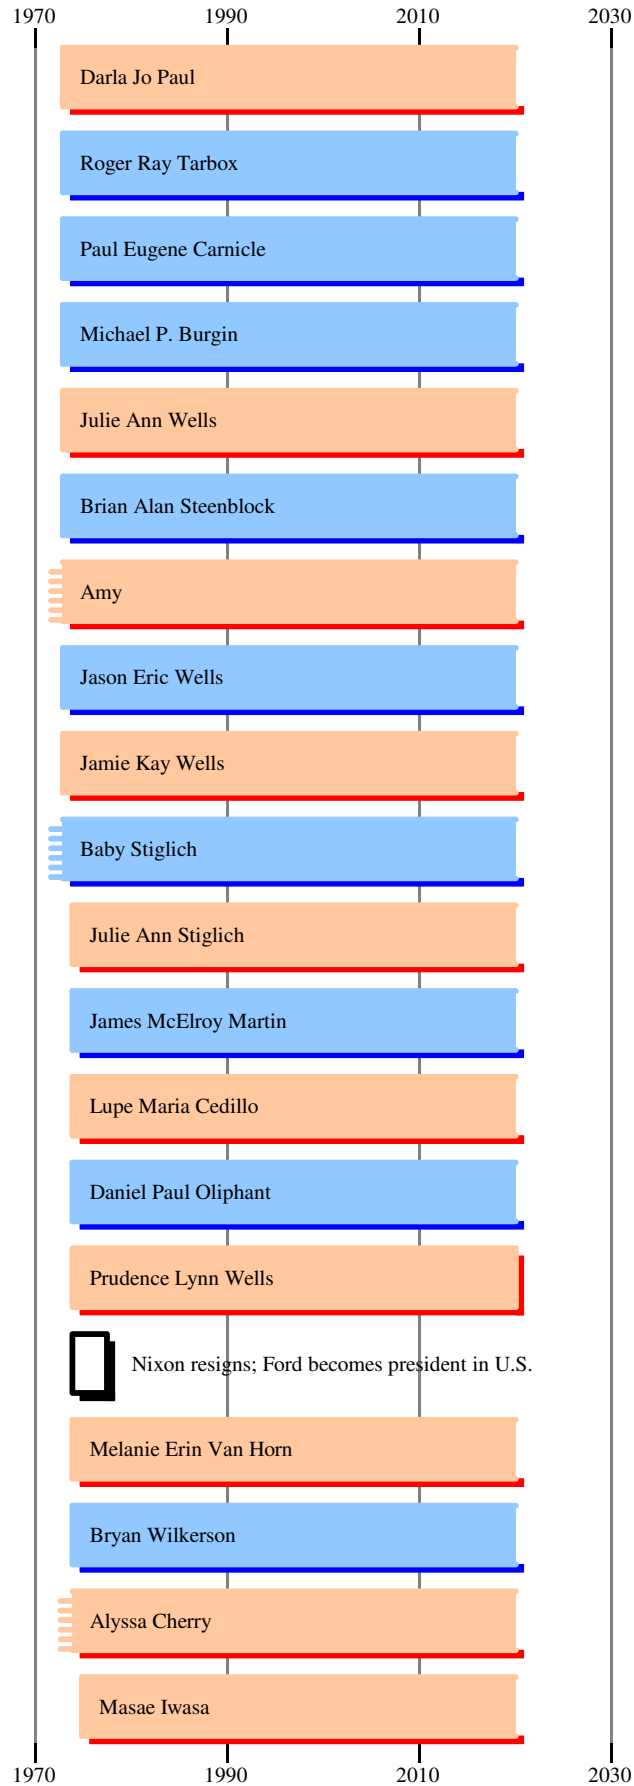 1970 1990 2010 2030
Darla Jo Paul
Roger Ray Tarbox
Paul Eugene Carnicle
Michael P. Burgin
Julie Ann Wells
Brian Alan Steenblock
Amy
Jason Eric Wells
Jamie Kay Wells
Baby Stiglich
Julie Ann Stiglich
James McElroy Martin
Lupe Maria Cedillo
Daniel Paul Oliphant
Prudence Lynn Wells
Nixon resigns; Ford becomes president in U.S.
Melanie Erin Van Horn
Bryan Wilkerson
Alyssa Cherry
Masae Iwasa
1970 1990 2010 2030